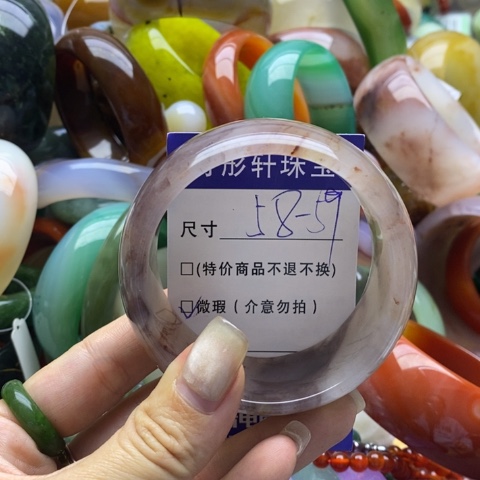 彤轩珠宝
尺寸 58-59
□(特价商品不退不换)
☑微瑕(介意勿拍)